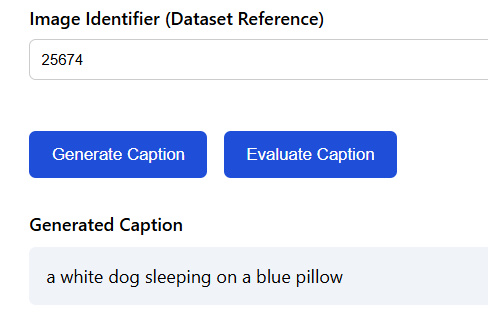 Image Identifier (Dataset Reference)
25674
Generate Caption Evaluate Caption
Generated Caption
a white dog sleeping on a blue pillow